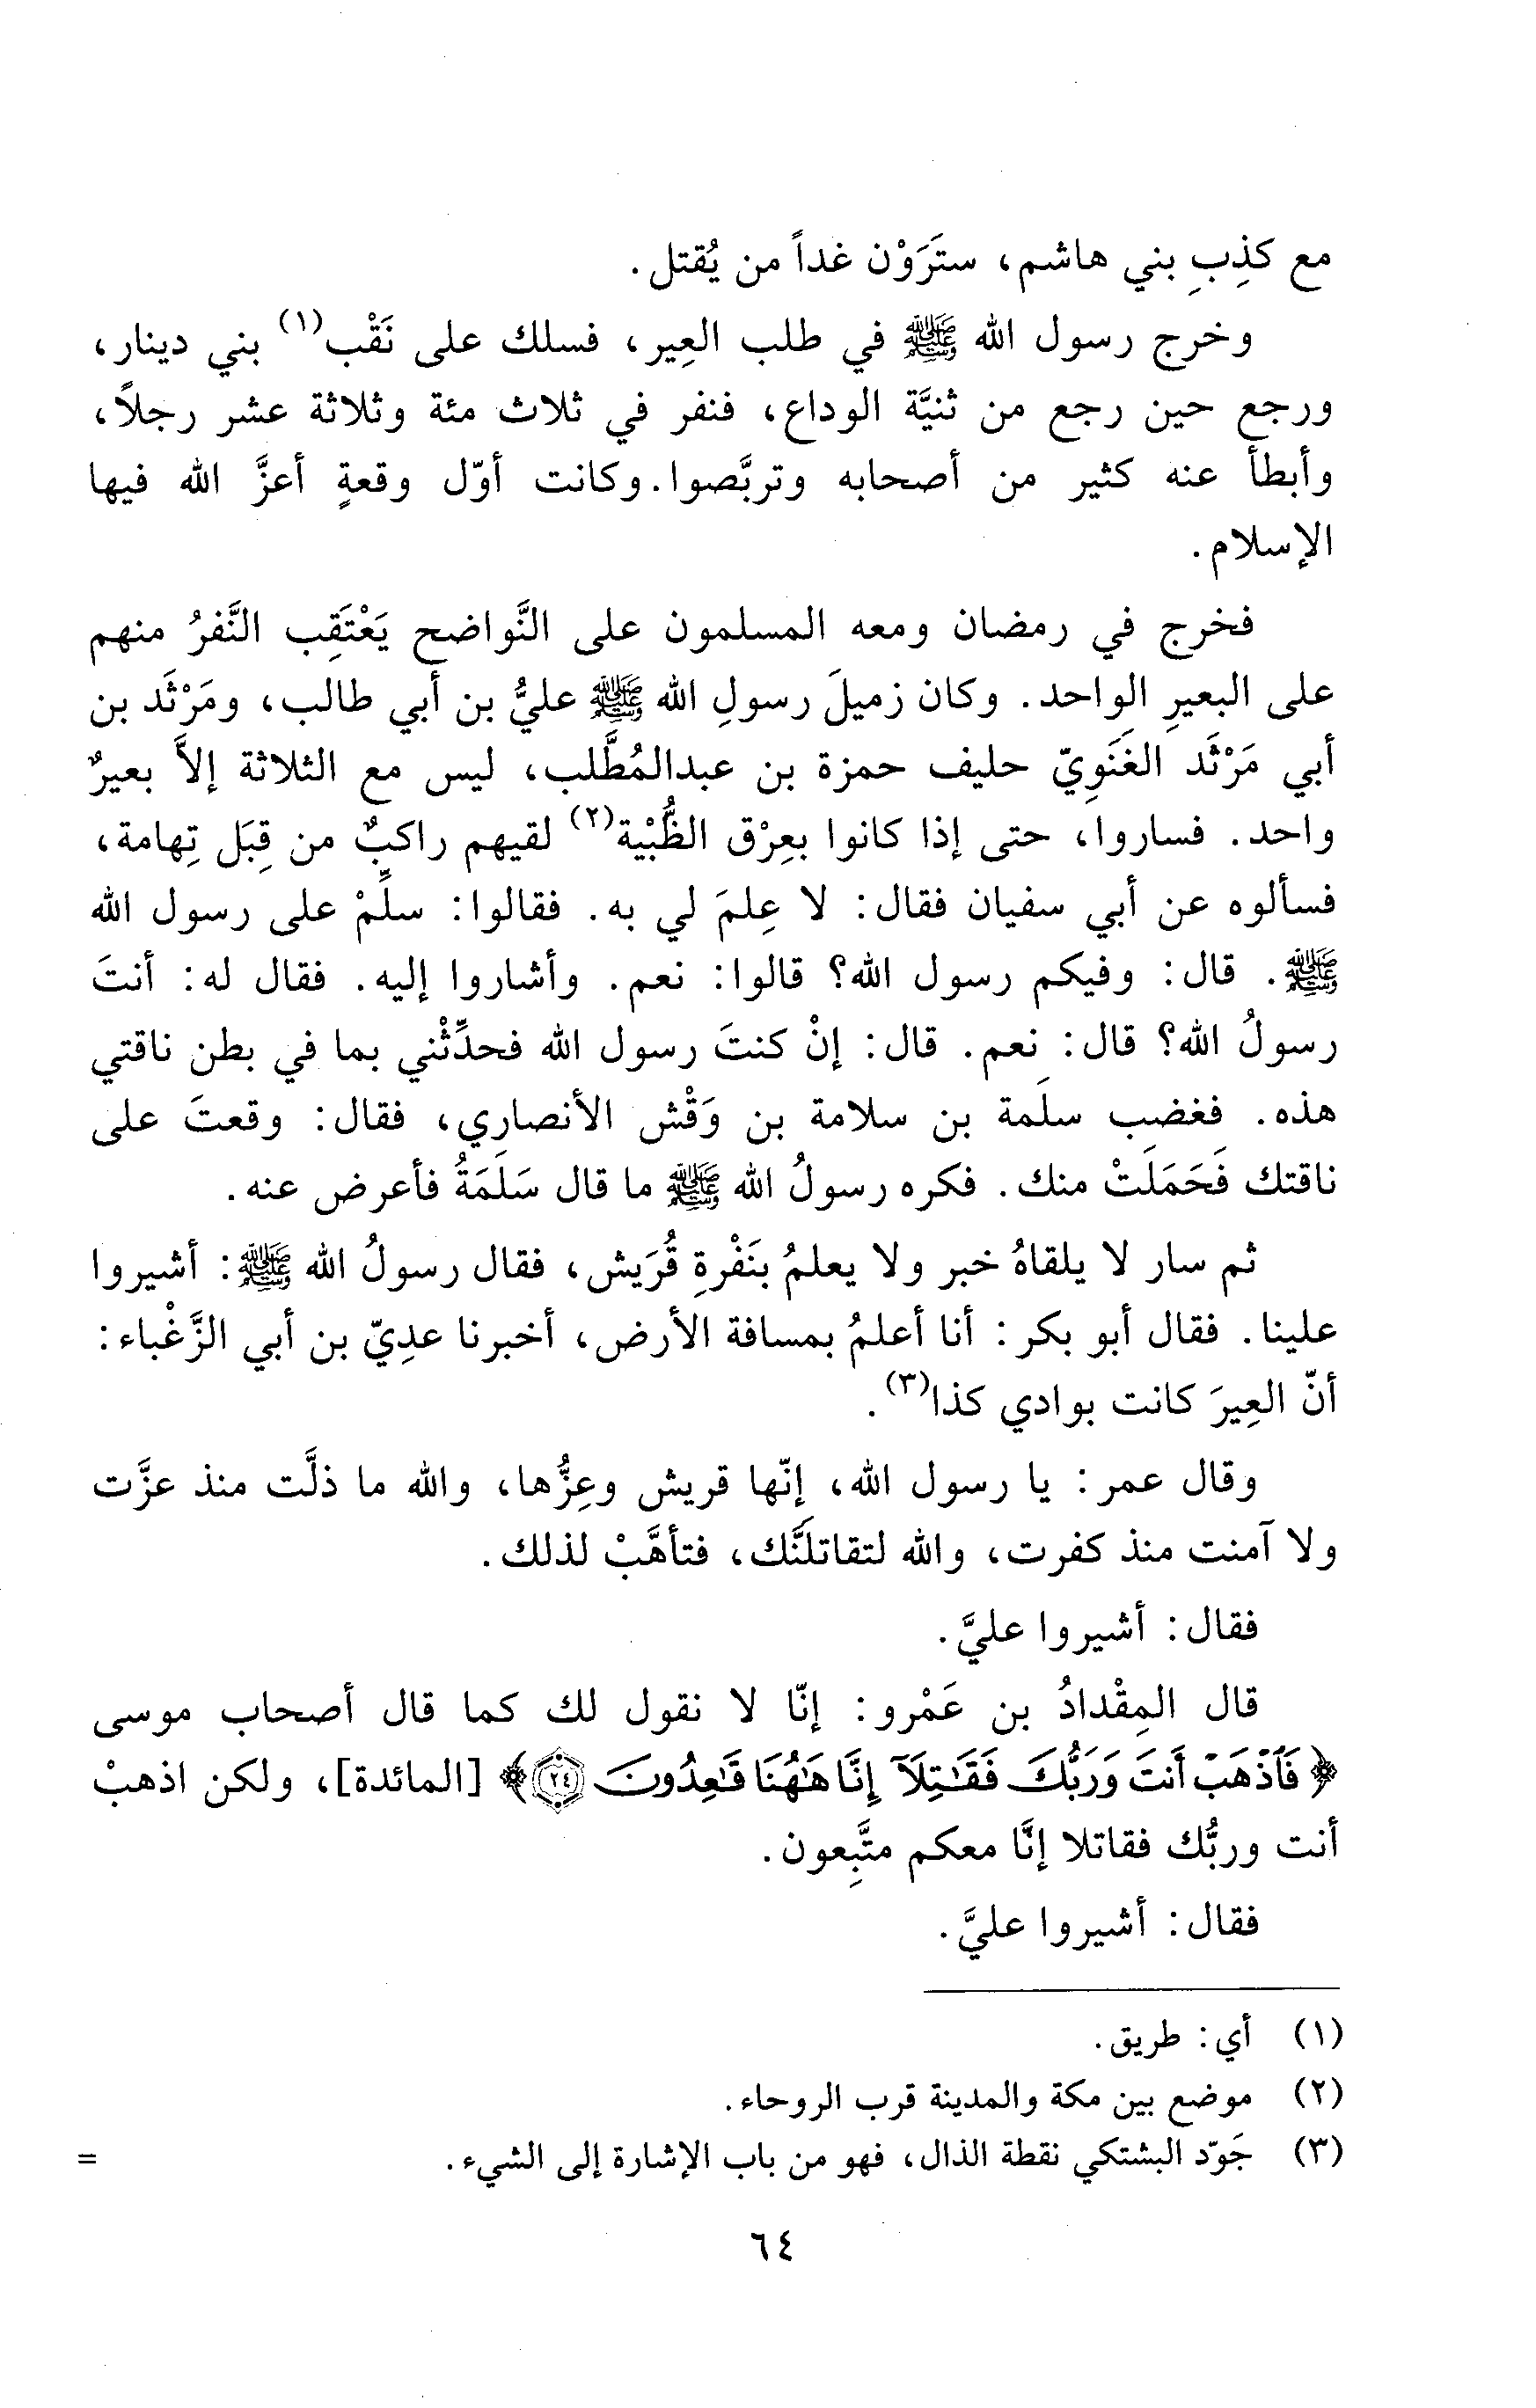 مع كذِبِ بني هاشم، ستَرَوْن غداً من يُقتل.
وخرج رسول الله ﷺ في طلب العِير، فسلك على نَقْب(١) بني دينار،
ورجع حين رجع من ثنيَّة الوداع، فنفر في ثلاث مئة وثلاثة عشر رجلاً،
وأبطأ عنه كثير من أصحابه وتربَّصوا. وكانت أوّل وقعةٍ أعزَّ الله فيها
الإسلام.
فخرج في رمضان ومعه المسلمون على النَّواضح يَعْتَقِب النَّفرُ منهم
على البعيرِ الواحد. وكان زميلَ رسولِ الله ﷺ عليُّ بن أبي طالب، ومَرْثَد بن
أبي مَرْثَد الغَنَوِيّ حليف حمزة بن عبدالمُطَّلب، ليس مع الثلاثة إلاَّ بعيرٌ
واحد. فساروا، حتى إذا كانوا بعِرْق الظُّبْية(٢) لقيهم راكبٌ من قِبَل تِهامة،
فسألوه عن أبي سفيان فقال: لا عِلمَ لي به. فقالوا: سلِّمْ على رسول الله
ﷺ. قال: وفيكم رسول الله؟ قالوا: نعم. وأشاروا إليه. فقال له: أنتَ
رسولُ الله؟ قال: نعم. قال: إنْ كنتَ رسول الله فحدِّثْني بما في بطن ناقتي
هذه. فغضب سلَمة بن سلامة بن وَقْش الأنصاري، فقال: وقعتَ على
ناقتك فَحَمَلَتْ منك. فكره رسولُ الله ﷺ ما قال سَلَمَةُ فأعرض عنه.
ثم سار لا يلقاهُ خبر ولا يعلمُ بنَفْرةِ قُرَيش، فقال رسولُ الله ﷺ: أشيروا
علينا. فقال أبو بكر: أنا أعلمُ بمسافة الأرض، أخبرنا عدِيّ بن أبي الزَّغْباء:
أنّ العِيرَ كانت بوادي كذا(٣).
وقال عمر: يا رسول الله، إنّها قريش وعِزُّها، والله ما ذلَّت منذ عزَّت
ولا آمنت منذ كفرت، والله لتقاتلَنَّك، فتأهَّبْ لذلك.
فقال: أشيروا عليَّ.
قال المِقْدادُ بن عَمْرو: إنّا لا نقول لك كما قال أصحاب موسى
﴿فَٱذْهَبْ أَنتَ وَرَبُّكَ فَقَٰتِلَآ إِنَّا هَٰهُنَا قَٰعِدُونَ ٢٤﴾ [المائدة]، ولكن اذهبْ
أنت وربُّك فقاتلا إنَّا معكم متَّبِعون.
فقال: أشيروا عليَّ.
(١) أي: طريق.
(٢) موضع بين مكة والمدينة قرب الروحاء.
(٣) جَوّد البشتكي نقطة الذال، فهو من باب الإشارة إلى الشيء. =
٦٤